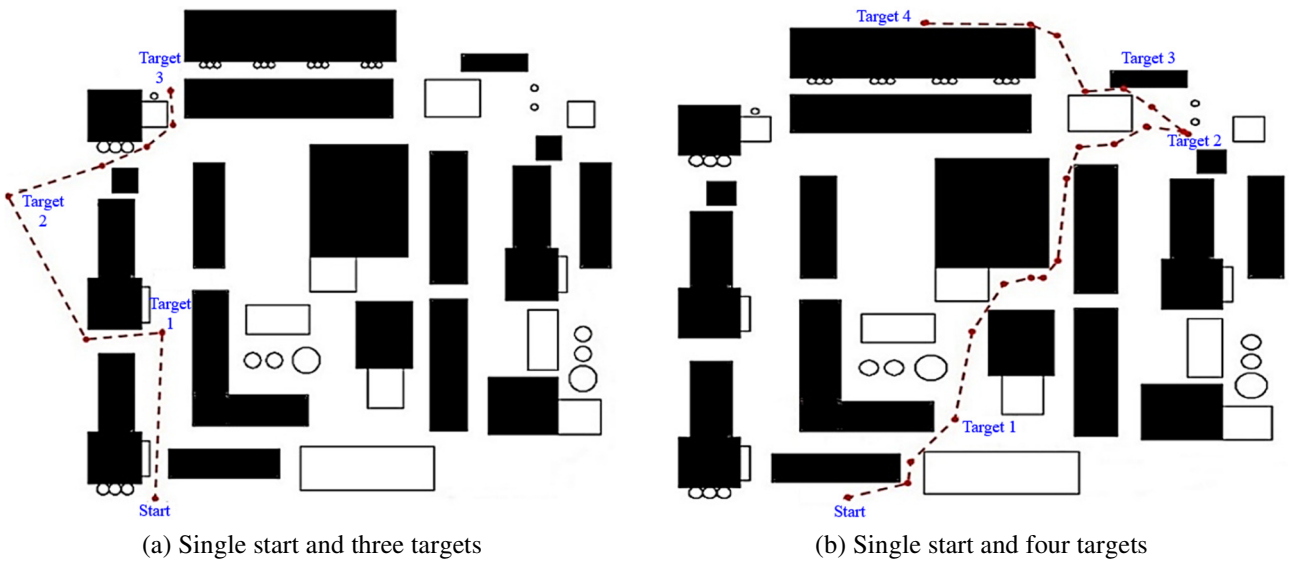 Target
3
Target
2
Target
1
Start
(a) Single start and three targets
Target 4
Target 3
Target 2
Target 1
Start
(b) Single start and four targets